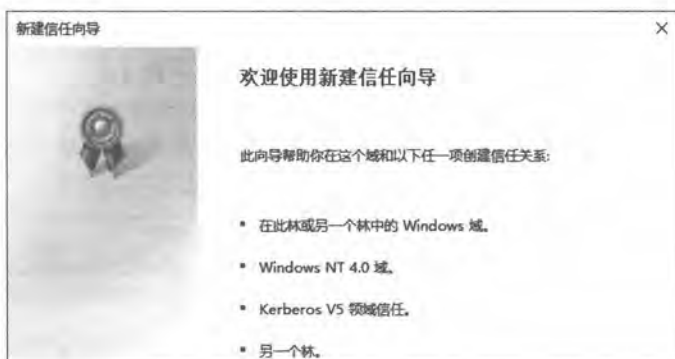 新建信任向导
欢迎使用新建信任向导
此向导帮助你在这个域和以下任一项创建信任关系:
在此林或另一个林中的 Windows 域。
Windows NT 4.0 域。
Kerberos V5 领域信任。
另一个林。